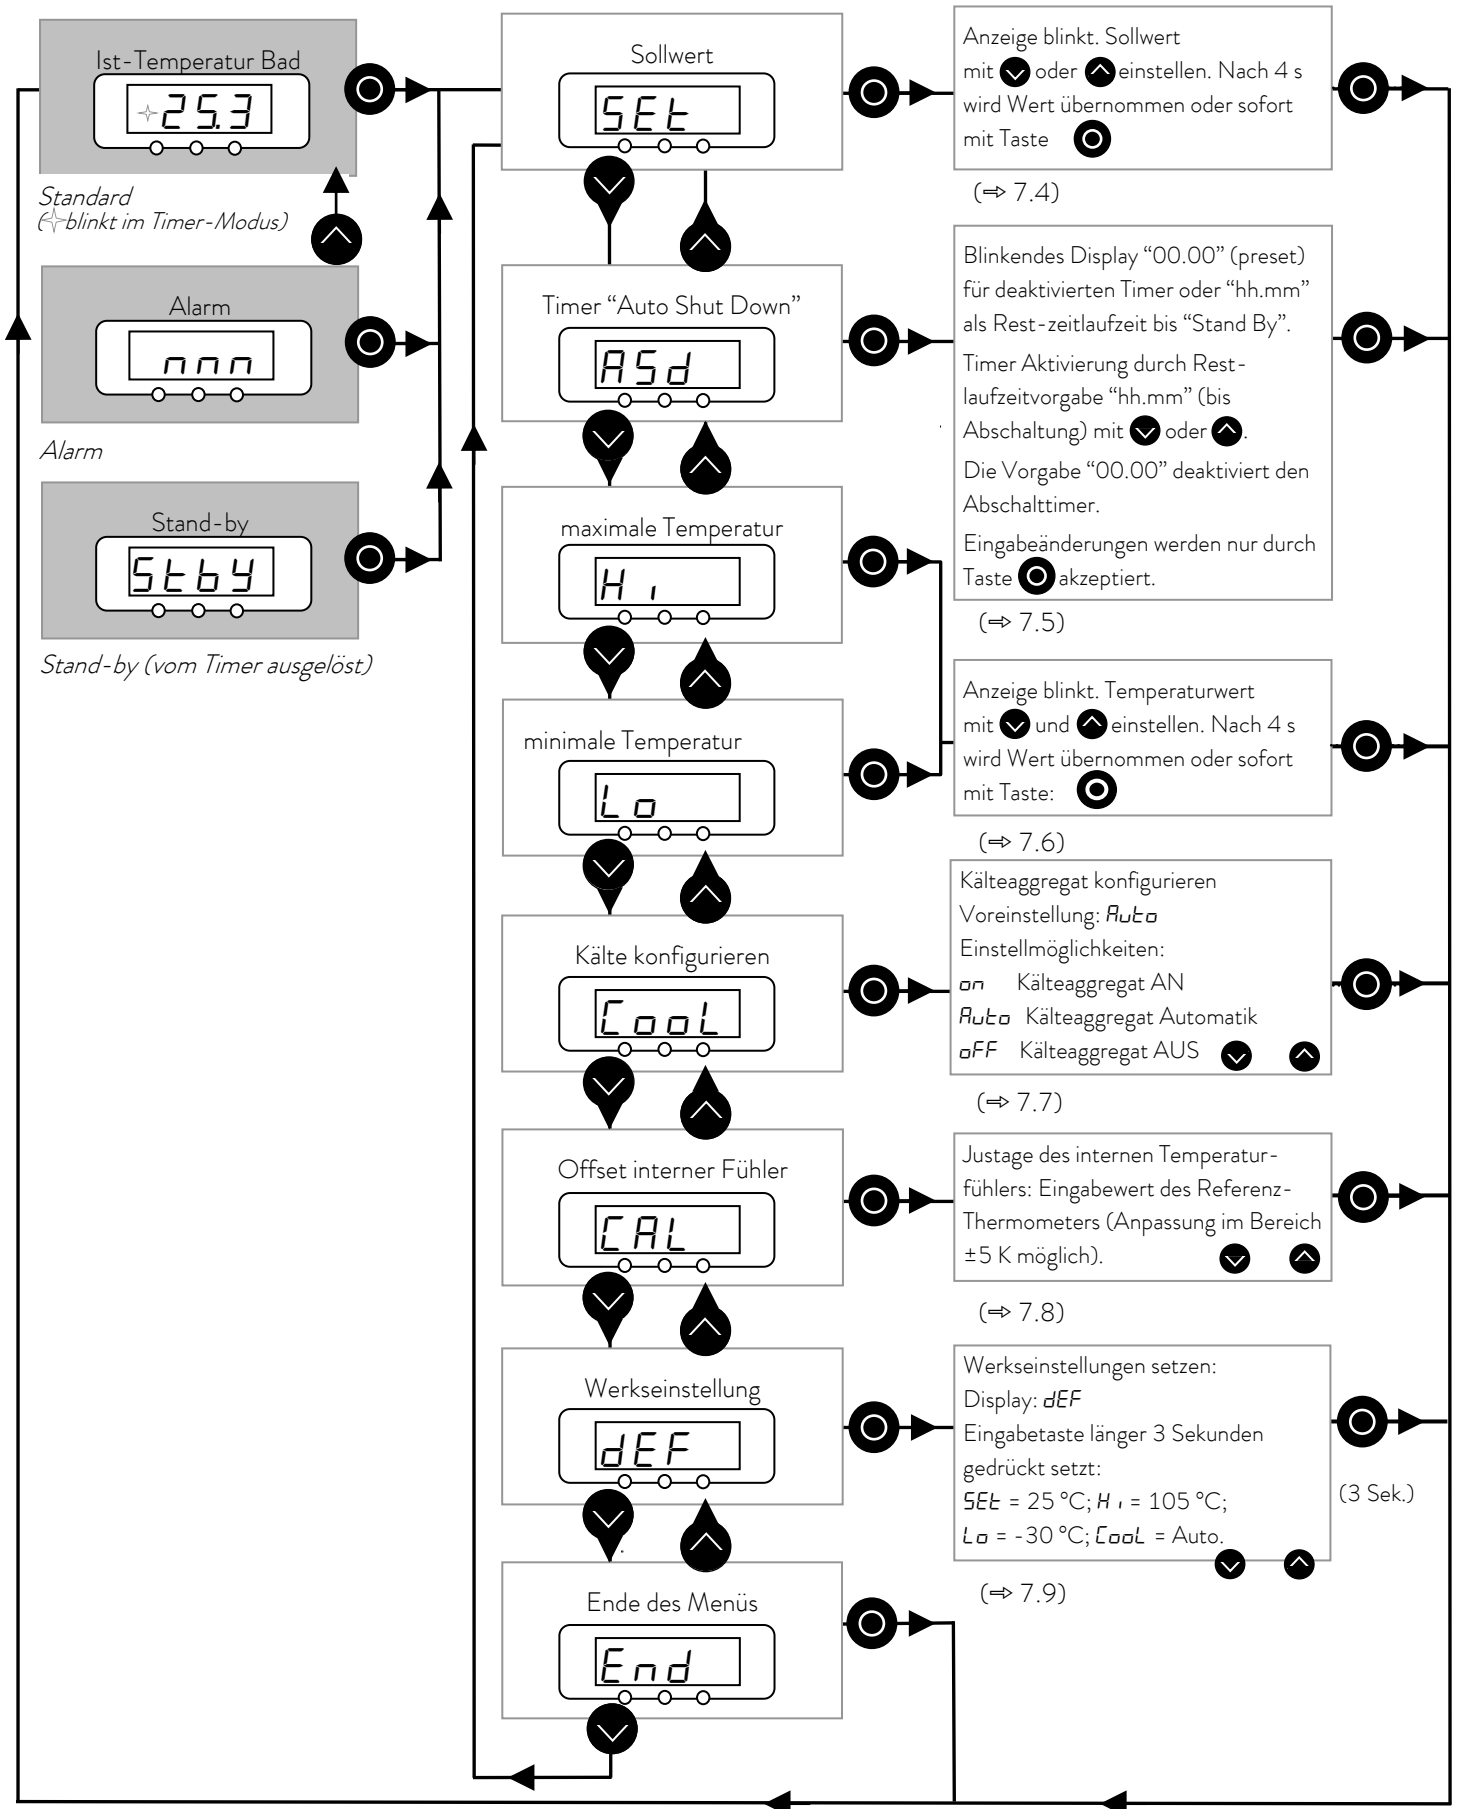 Ist-Temperatur Bad
25.3
Standard
(blinkt im Timer-Modus)
Alarm
nnn
Alarm
Stand-by
Stby
Stand-by (vom Timer ausgelöst)
Sollwert
SEt
Timer “Auto Shut Down”
ASd
maximale Temperatur
Hi
minimale Temperatur
Lo
Kälte konfigurieren
CooL
Offset interner Fühler
CAL
Werkseinstellung
dEF
Ende des Menüs
End
Anzeige blinkt. Sollwert
mit oder einstellen. Nach 4 s
wird Wert übernommen oder sofort
mit Taste
(⇨ 7.4)
Blinkendes Display “00.00” (preset)
für deaktivierten Timer oder “hh.mm”
als Rest-zeitlaufzeit bis “Stand By”.
Timer Aktivierung durch Rest-
laufzeitvorgabe “hh.mm” (bis
Abschaltung) mit oder .
Die Vorgabe “00.00” deaktiviert den
Abschalttimer.
Eingabeänderungen werden nur durch
Taste akzeptiert.
(⇨ 7.5)
Anzeige blinkt. Temperaturwert
mit und einstellen. Nach 4 s
wird Wert übernommen oder sofort
mit Taste:
(⇨ 7.6)
Kälteaggregat konfigurieren
Voreinstellung: Auto
Einstellmöglichkeiten:
on Kälteaggregat AN
Auto Kälteaggregat Automatik
oFF Kälteaggregat AUS
(⇨ 7.7)
Justage des internen Temperatur-
fühlers: Eingabewert des Referenz-
Thermometers (Anpassung im Bereich
±5 K möglich).
(⇨ 7.8)
Werkseinstellungen setzen:
Display: dEF
Eingabetaste länger 3 Sekunden
gedrückt setzt:
SEt = 25 °C; Hi = 105 °C;
Lo = -30 °C; CooL = Auto.
(3 Sek.)
(⇨ 7.9)